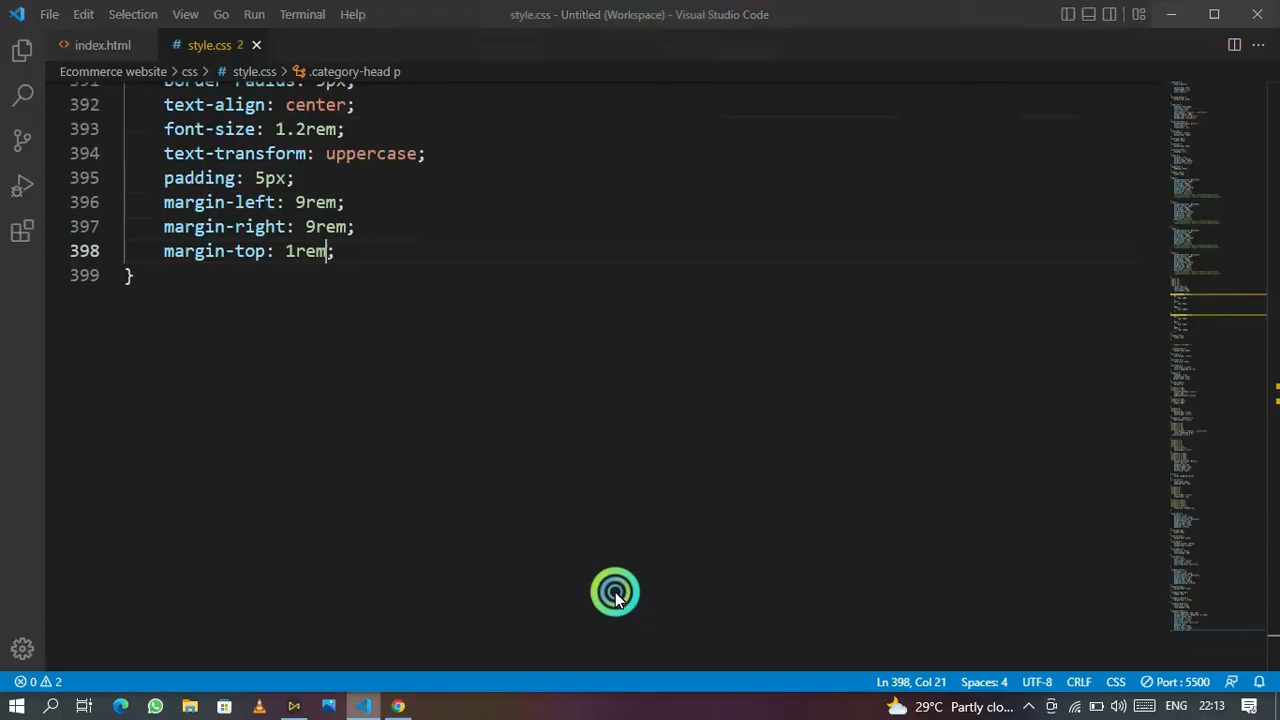 File Edit Selection View Go Run Terminal Help
style.css - Untitled (Workspace) - Visual Studio Code
index.html
style.css 2
Ecommerce website > css > style.css > .category-head p
391 border-radius: 5px;
392 text-align: center;
393 font-size: 1.2rem;
394 text-transform: uppercase;
395 padding: 5px;
396 margin-left: 9rem;
397 margin-right: 9rem;
398 margin-top: 1rem;
399 }
0 2
Ln 398, Col 21 Spaces: 4 UTF-8 CRLF CSS Port : 5500
29°C Partly clo... ENG 22:13